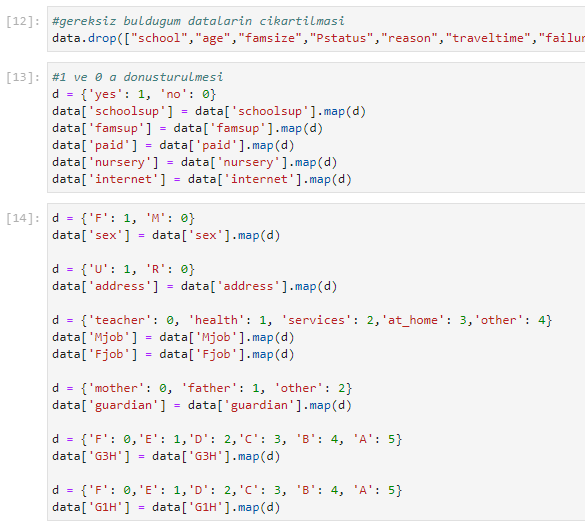 [12]: #gereksiz buldugum datalarin cikartilmasi
data.drop(["school","age","famsize","Pstatus","reason","traveltime","failur
[13]: #1 ve 0 a donusturulmesi
d = {'yes': 1, 'no': 0}
data['schoolsup'] = data['schoolsup'].map(d)
data['famsup'] = data['famsup'].map(d)
data['paid'] = data['paid'].map(d)
data['nursery'] = data['nursery'].map(d)
data['internet'] = data['internet'].map(d)
[14]: d = {'F': 1, 'M': 0}
data['sex'] = data['sex'].map(d)
d = {'U': 1, 'R': 0}
data['address'] = data['address'].map(d)
d = {'teacher': 0, 'health': 1, 'services': 2,'at_home': 3,'other': 4}
data['Mjob'] = data['Mjob'].map(d)
data['Fjob'] = data['Fjob'].map(d)
d = {'mother': 0, 'father': 1, 'other': 2}
data['guardian'] = data['guardian'].map(d)
d = {'F': 0,'E': 1,'D': 2,'C': 3, 'B': 4, 'A': 5}
data['G3H'] = data['G3H'].map(d)
d = {'F': 0,'E': 1,'D': 2,'C': 3, 'B': 4, 'A': 5}
data['G1H'] = data['G1H'].map(d)